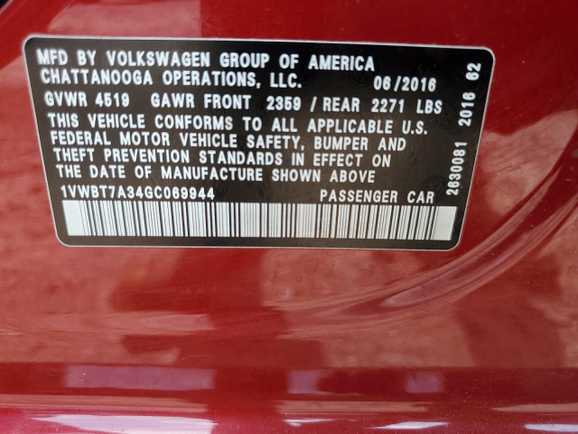 MFD BY VOLKSWAGEN GROUP OF AMERICA
CHATTANOOGA OPERATIONS, LLC. 06/2016
GVWR 4519 GAWR FRONT 2359 / REAR 2271 LBS
THIS VEHICLE CONFORMS TO ALL APPLICABLE U.S.
FEDERAL MOTOR VEHICLE SAFETY, BUMPER AND
THEFT PREVENTION STANDARDS IN EFFECT ON
THE DATE OF MANUFACTURE SHOWN ABOVE
1VWBT7A34GC069944 PASSENGER CAR
2630081 2016 62